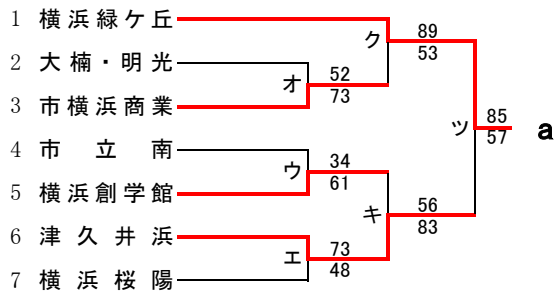 1 横浜緑ケ丘
ク 89
53
2 大楠・明光
オ 52
73
3 市横浜商業
ツ 85
57
a
4 市立南
ウ 34
61
5 横浜創学館
キ 56
83
6 津久井浜
エ 73
48
7 横浜桜陽